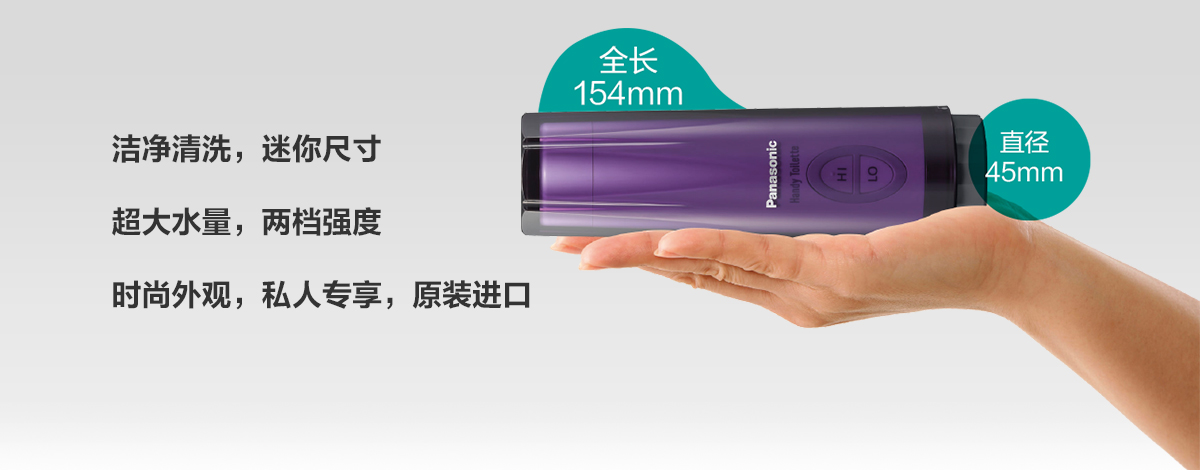 全长
154mm
直径
45mm
洁净清洗，迷你尺寸
超大水量，两档强度
时尚外观，私人专享，原装进口
Panasonic
Handy Toilette
HI
LO